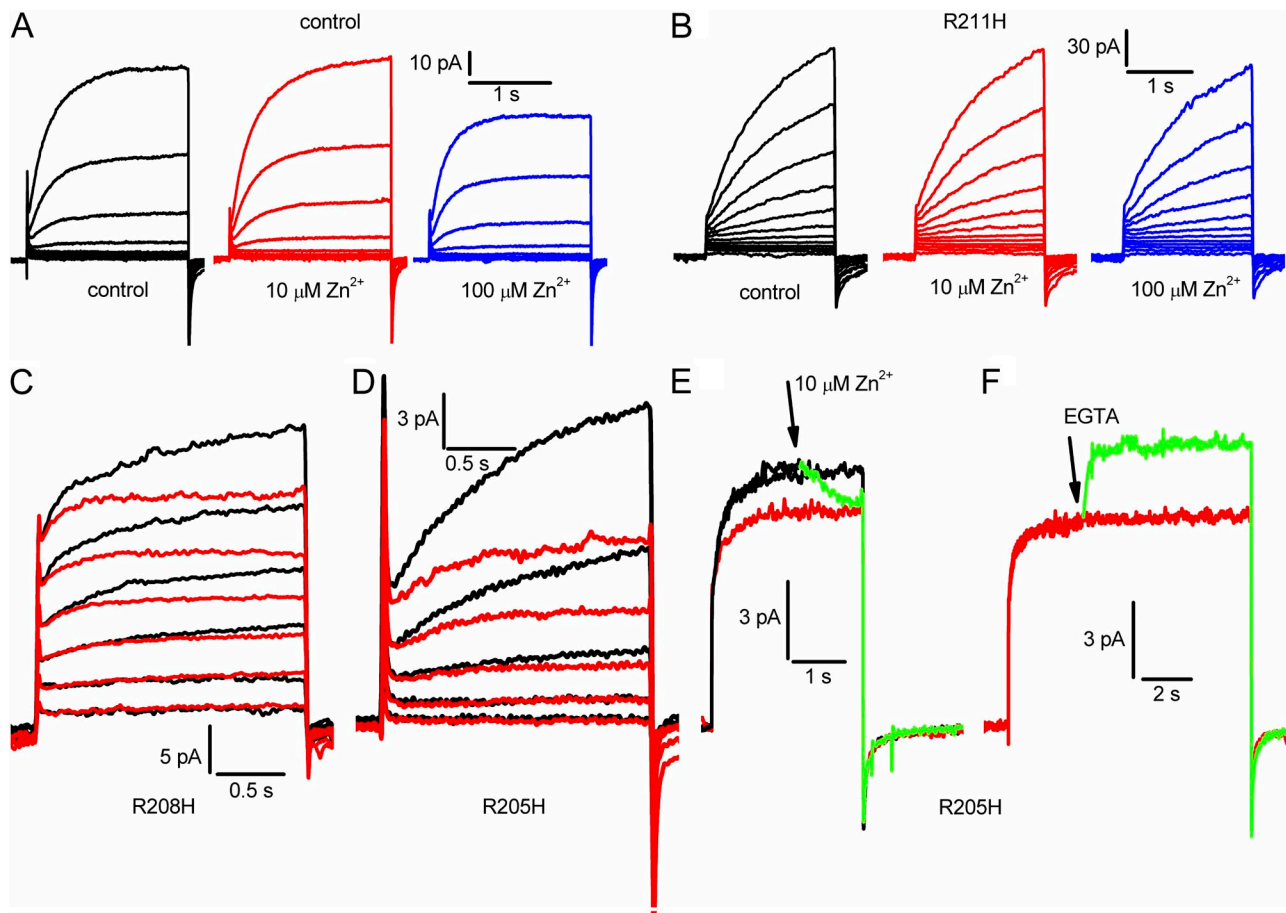 A
control
10 pA
1 s
control
10 μM Zn²⁺
100 μM Zn²⁺
B
R211H
30 pA
1 s
control
10 μM Zn²⁺
100 μM Zn²⁺
C
5 pA
0.5 s
R208H
D
3 pA
0.5 s
R205H
E
10 μM Zn²⁺
3 pA
1 s
F
EGTA
3 pA
2 s
R205H